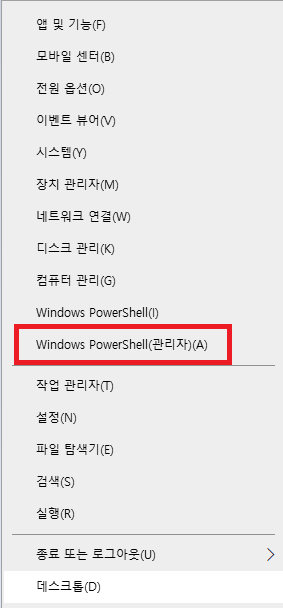 앱 및 기능(F)
모바일 센터(B)
전원 옵션(O)
이벤트 뷰어(V)
시스템(Y)
장치 관리자(M)
네트워크 연결(W)
디스크 관리(K)
컴퓨터 관리(G)
Windows PowerShell(I)
Windows PowerShell(관리자)(A)
작업 관리자(T)
설정(N)
파일 탐색기(E)
검색(S)
실행(R)
종료 또는 로그아웃(U)
데스크톱(D)